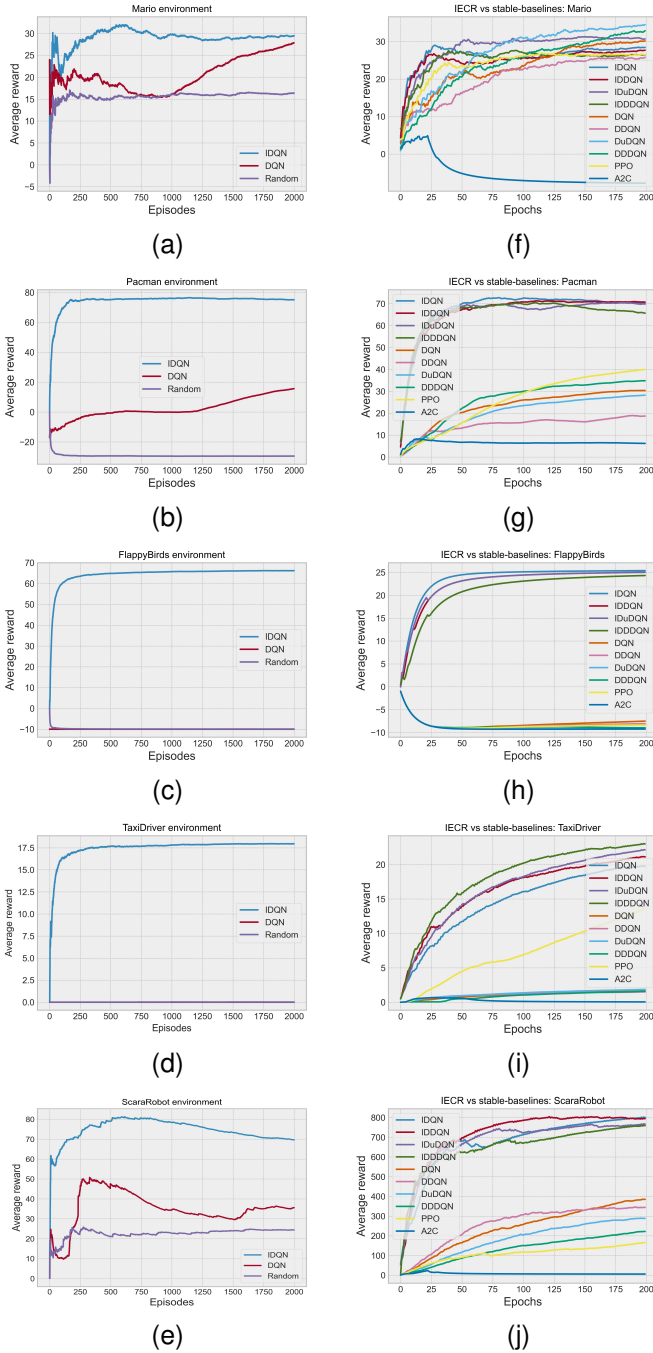 Mario environment
Average reward
30
25
20
15
10
5
0
−5
0 250 500 750 1000 1250 1500 1750 2000
Episodes
IDQN
DQN
Random
(a)
IECR vs stable-baselines: Mario
Average reward
30
20
10
0
0 25 50 75 100 125 150 175 200
Epochs
IDQN
IDDQN
IDuDQN
IDDDQN
DQN
DDQN
DuDQN
DDDQN
PPO
A2C
(f)
Pacman environment
Average reward
80
60
40
20
0
−20
0 250 500 750 1000 1250 1500 1750 2000
Episodes
IDQN
DQN
Random
(b)
IECR vs stable-baselines: Pacman
Average reward
70
60
50
40
30
20
10
0
0 25 50 75 100 125 150 175 200
Epochs
IDQN
IDDQN
IDuDQN
IDDDQN
DQN
DDQN
DuDQN
DDDQN
PPO
A2C
(g)
FlappyBirds environment
Average reward
70
60
50
40
30
20
10
0
−10
0 250 500 750 1000 1250 1500 1750 2000
Episodes
IDQN
DQN
Random
(c)
IECR vs stable-baselines: FlappyBirds
Average reward
25
20
15
10
5
0
−5
−10
0 25 50 75 100 125 150 175 200
Epochs
IDQN
IDDQN
IDuDQN
IDDDQN
DQN
DDQN
DuDQN
DDDQN
PPO
A2C
(h)
TaxiDriver environment
Average reward
17.5
15.0
12.5
10.0
7.5
5.0
2.5
0.0
0 250 500 750 1000 1250 1500 1750 2000
Episodes
IDQN
DQN
Random
(d)
IECR vs stable-baselines: TaxiDriver
Average reward
20
15
10
5
0
0 25 50 75 100 125 150 175 200
Epochs
IDQN
IDDQN
IDuDQN
IDDDQN
DQN
DDQN
DuDQN
DDDQN
PPO
A2C
(i)
ScaraRobot environment
Average reward
80
70
60
50
40
30
20
10
0
0 250 500 750 1000 1250 1500 1750 2000
Episodes
IDQN
DQN
Random
(e)
IECR vs stable-baselines: ScaraRobot
Average reward
800
700
600
500
400
300
200
100
0
0 25 50 75 100 125 150 175 200
Epochs
IDQN
IDDQN
IDuDQN
IDDDQN
DQN
DDQN
DuDQN
DDDQN
PPO
A2C
(j)